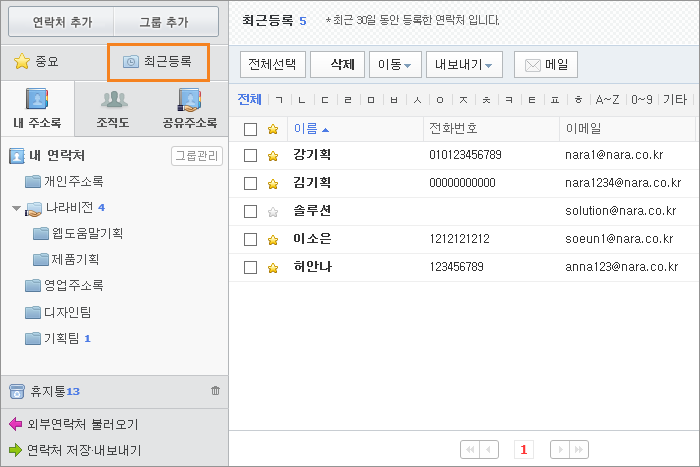 연락처 추가 그룹 추가
중요 최근등록
내 주소록 조직도 공유주소록
내 연락처 그룹관리
개인주소록
나라비전 4
웹도움말기획
제품기획
영업주소록
디자인팀
기획팀 1
휴지통13
외부연락처 불러오기
연락처 저장·내보내기
최근등록 5 * 최근 30일 동안 등록한 연락처 입니다.
전체선택 삭제 이동 내보내기 메일
전체 ㄱ ㄴ ㄷ ㄹ ㅁ ㅂ ㅅ ㅇ ㅈ ㅊ ㅋ ㅌ ㅍ ㅎ A~Z 0~9 기타
이름 전화번호 이메일
강기획 010123456789 nara1@nara.co.kr
김기획 00000000000 nara1234@nara.co.kr
솔루션 solution@nara.co.kr
이소은 1212121212 soeun1@nara.co.kr
허안나 123456789 anna123@nara.co.kr
1